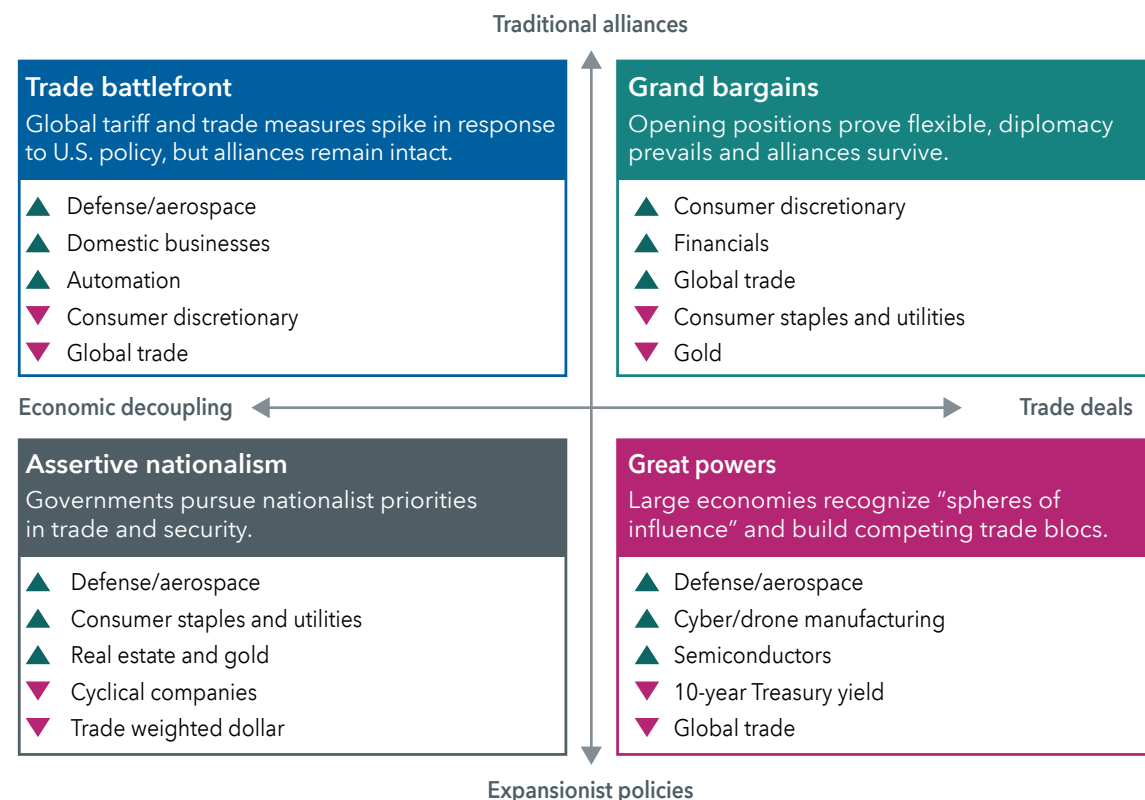 Traditional alliances
Trade battlefront
Global tariff and trade measures spike in response
to U.S. policy, but alliances remain intact.
Defense/aerospace
Domestic businesses
Automation
Consumer discretionary
Global trade
Grand bargains
Opening positions prove flexible, diplomacy
prevails and alliances survive.
Consumer discretionary
Financials
Global trade
Consumer staples and utilities
Gold
Economic decoupling
Trade deals
Assertive nationalism
Governments pursue nationalist priorities
in trade and security.
Defense/aerospace
Consumer staples and utilities
Real estate and gold
Cyclical companies
Trade weighted dollar
Great powers
Large economies recognize “spheres of
influence” and build competing trade blocs.
Defense/aerospace
Cyber/drone manufacturing
Semiconductors
10-year Treasury yield
Global trade
Expansionist policies